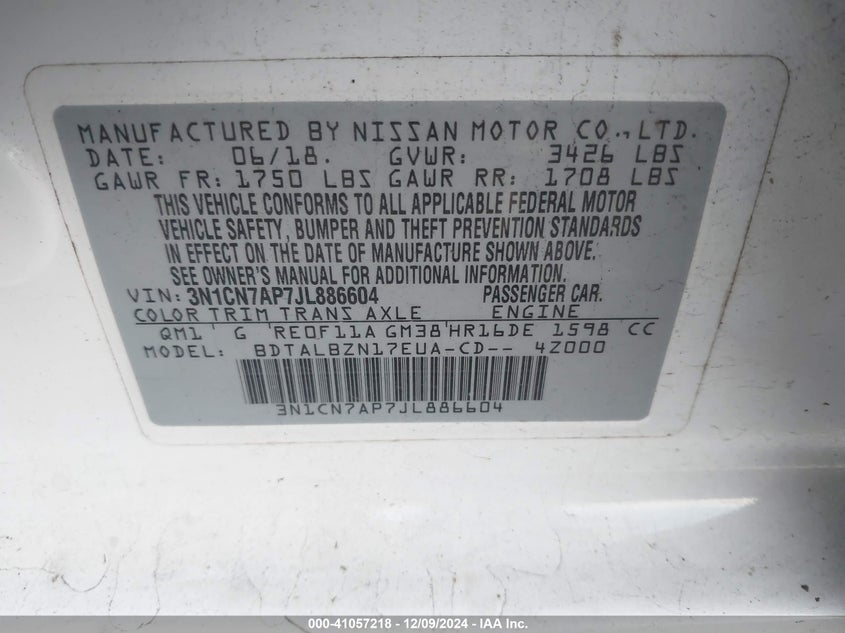 MANUFACTURED BY NISSAN MOTOR CO., LTD.
DATE: 06/18. GVWR: 3426 LBS
GAWR FR: 1750 LBS GAWR RR: 1708 LBS
THIS VEHICLE CONFORMS TO ALL APPLICABLE FEDERAL MOTOR
VEHICLE SAFETY, BUMPER AND THEFT PREVENTION STANDARDS
IN EFFECT ON THE DATE OF MANUFACTURE SHOWN ABOVE.
SEE OWNER'S MANUAL FOR ADDITIONAL INFORMATION.
VIN: 3N1CN7AP7JL886604 PASSENGER CAR.
COLOR TRIM TRANS AXLE ENGINE
QM1 G RE0F11A GM38 HR16DE 1598 CC
MODEL: BDTALBZN17EUA-CD-- 4Z000
3N1CN7AP7JL886604
000-41057218 - 12/09/2024 - IAA Inc.